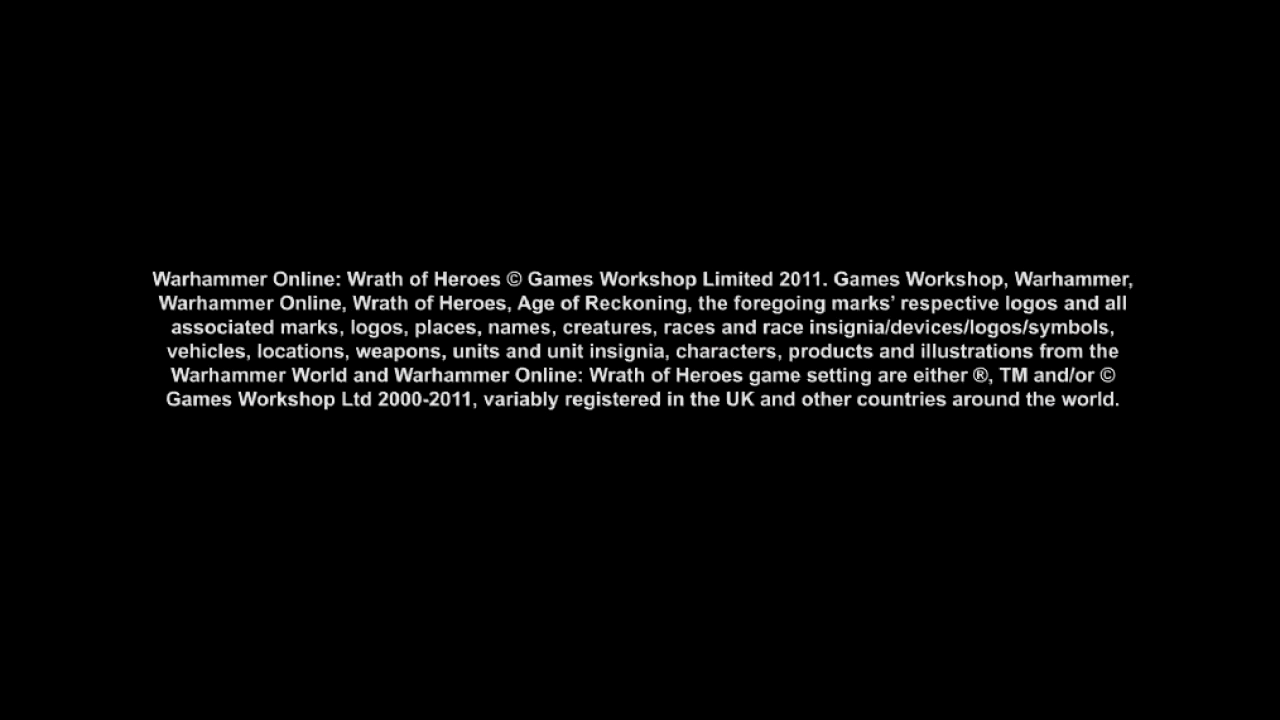 Warhammer Online: Wrath of Heroes © Games Workshop Limited 2011. Games Workshop, Warhammer,
Warhammer Online, Wrath of Heroes, Age of Reckoning, the foregoing marks’ respective logos and all
associated marks, logos, places, names, creatures, races and race insignia/devices/logos/symbols,
vehicles, locations, weapons, units and unit insignia, characters, products and illustrations from the
Warhammer World and Warhammer Online: Wrath of Heroes game setting are either ®, TM and/or ©
Games Workshop Ltd 2000-2011, variably registered in the UK and other countries around the world.